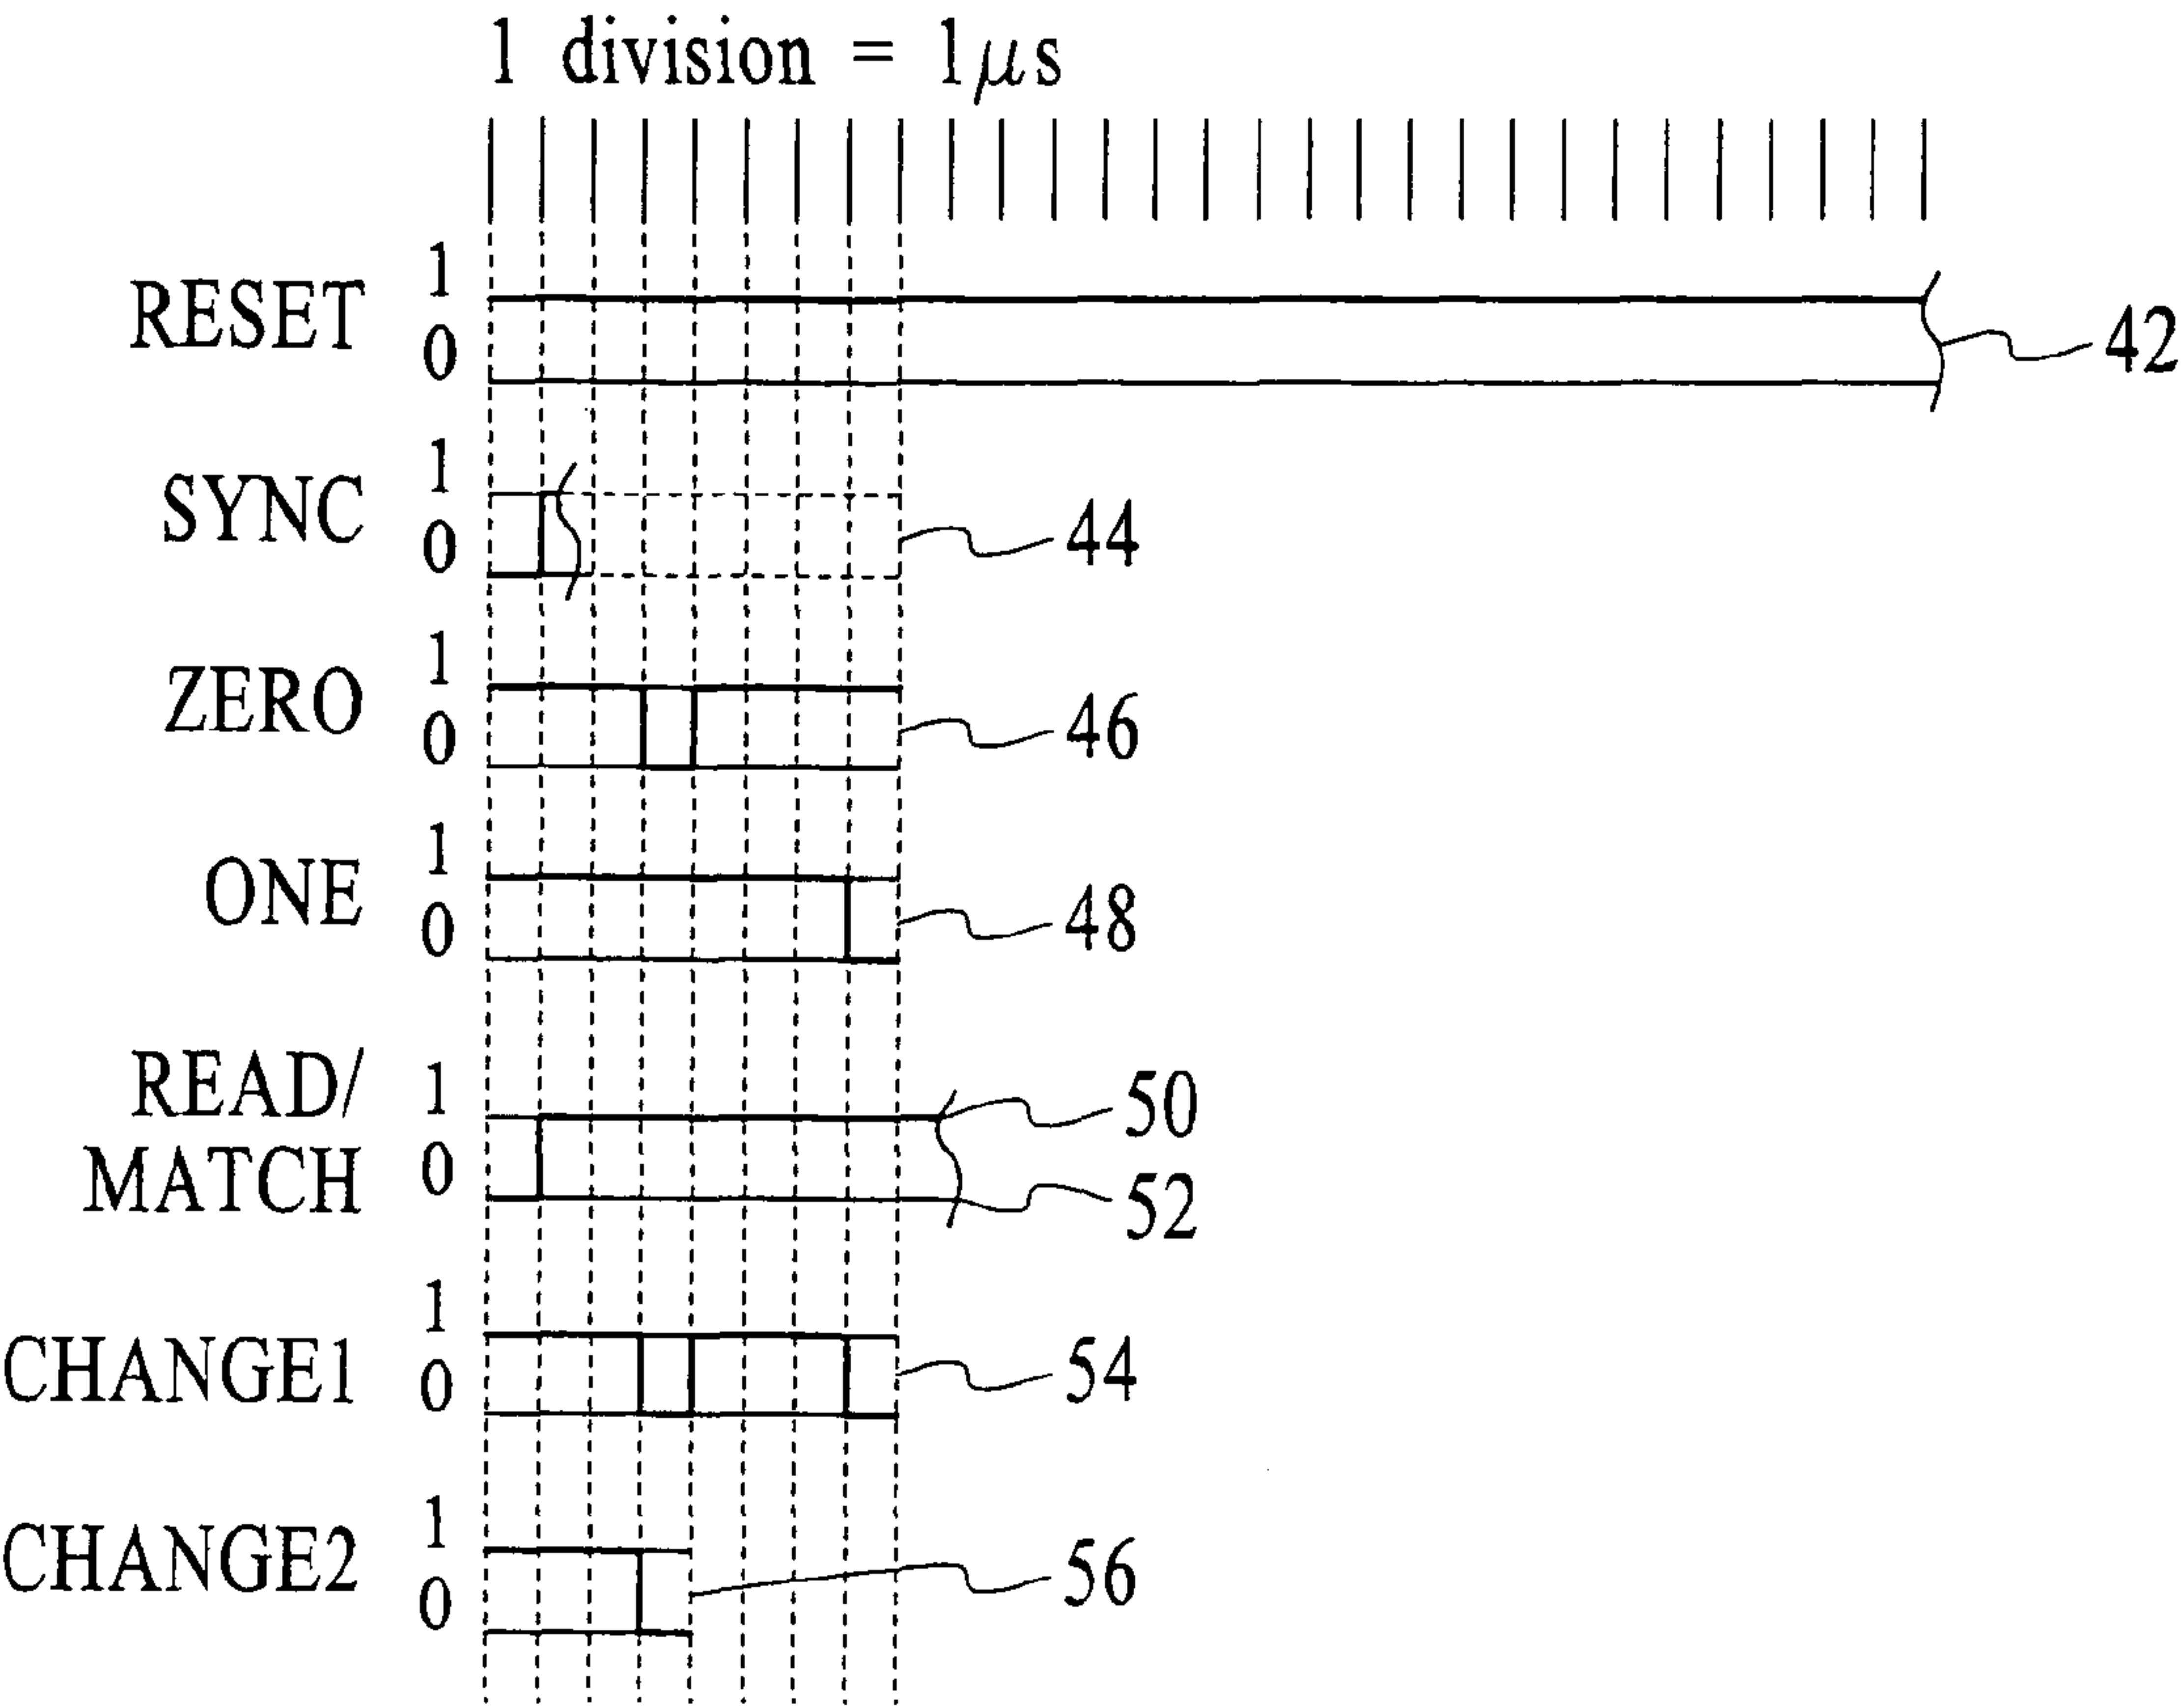 1 division = 1μs
1
RESET
0
42
1
SYNC
0
44
1
ZERO
0
46
1
ONE
0
48
READ/ 1
50
MATCH 0
52
1
CHANGE1
0
54
1
CHANGE2
0
56